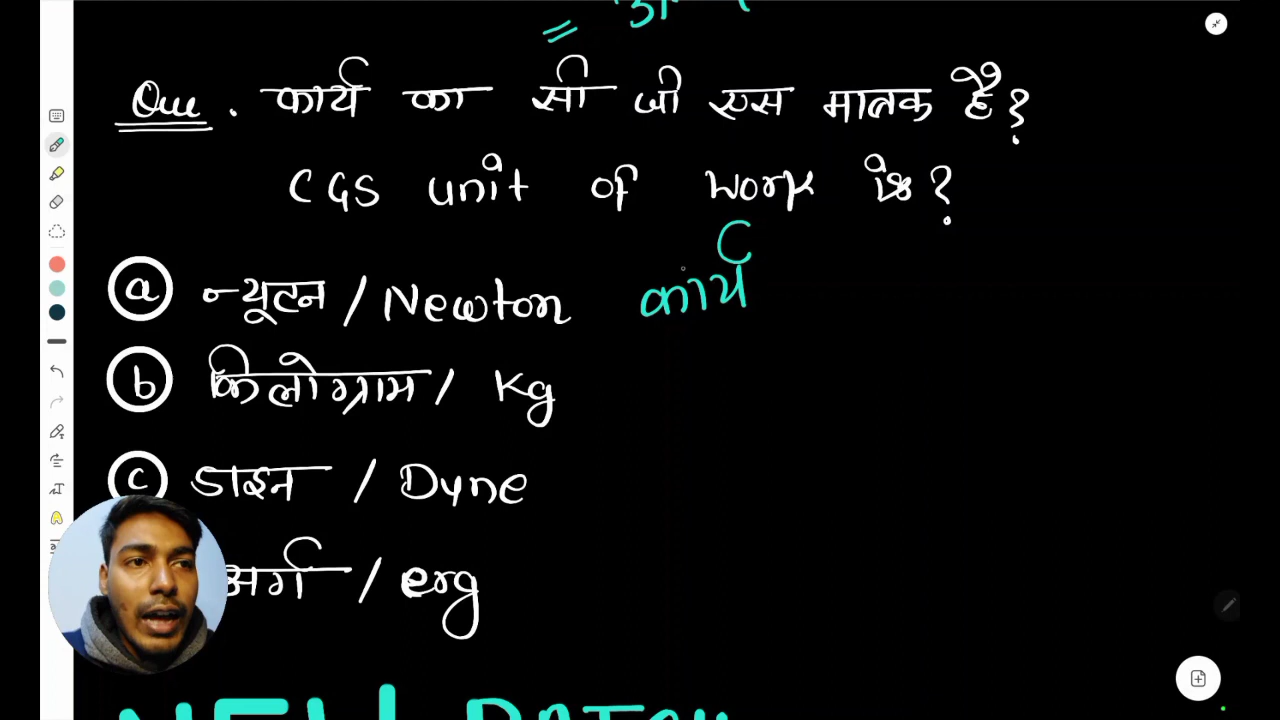 Que. कार्य का सी जी एस मात्रक है?
CGS unit of work is?
a न्यूटन / Newton
कार्य
b किलोग्राम / Kg
c डाइन / Dyne
अर्ग / erg